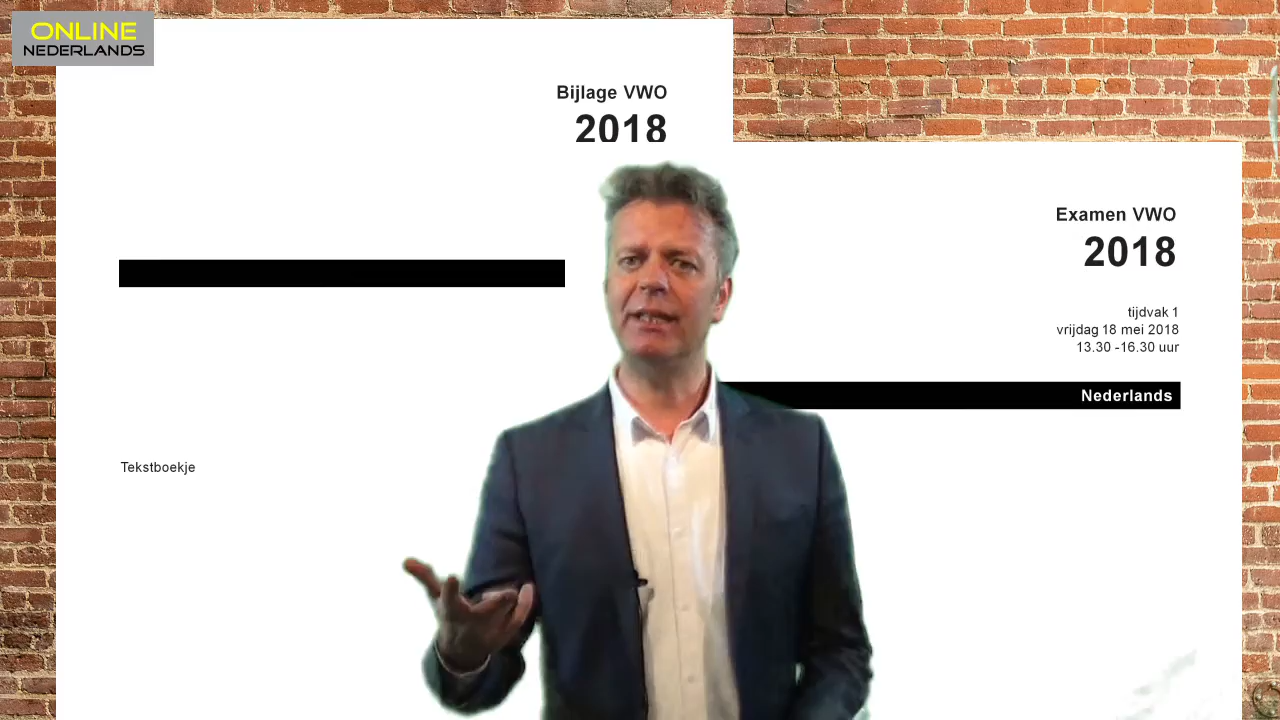 ONLINE
NEDERLANDS
Bijlage VWO
2018
Examen VWO
2018
tijdvak 1
vrijdag 18 mei 2018
13.30 -16.30 uur
Nederlands
Tekstboekje